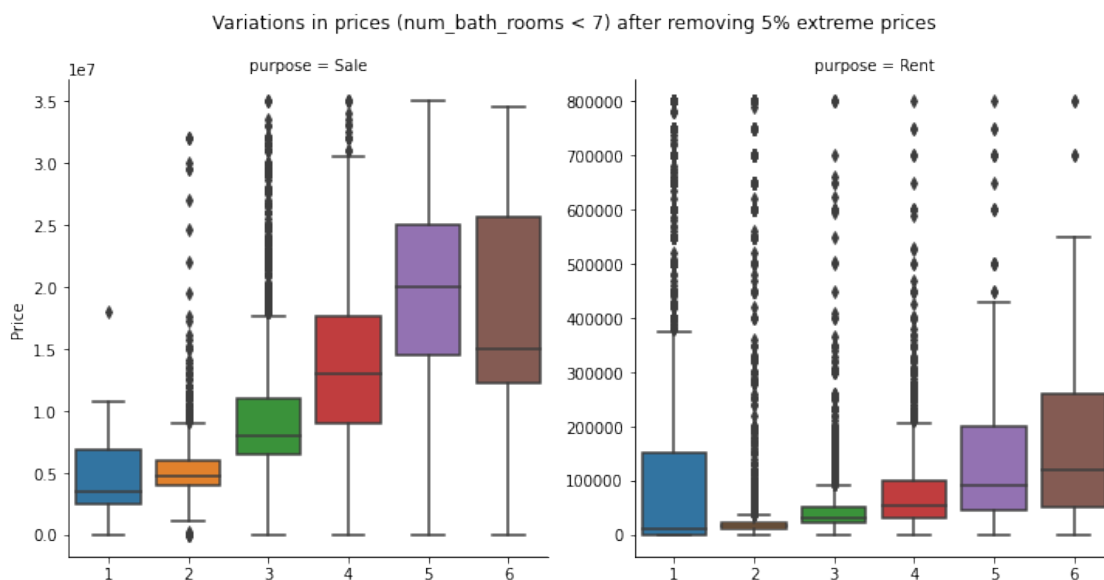 Variations in prices (num_bath_rooms < 7) after removing 5% extreme prices
purpose = Sale
1e7
3.5
3.0
2.5
2.0
1.5
1.0
0.5
0.0
Price
1 2 3 4 5 6
purpose = Rent
800000
700000
600000
500000
400000
300000
200000
100000
0
1 2 3 4 5 6